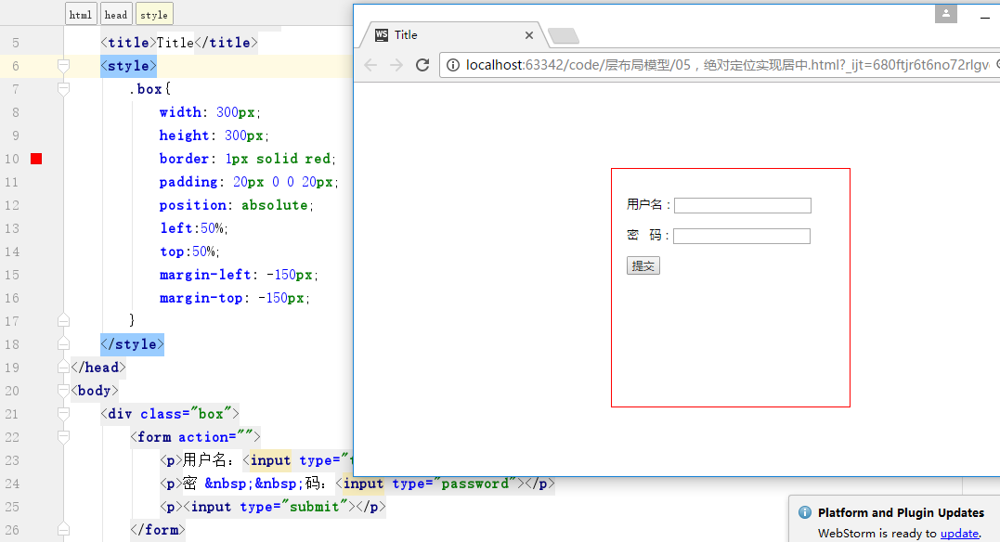 html head style
5 <title>Title</title>
6 <style>
7 .box{
8 width: 300px;
9 height: 300px;
10 border: 1px solid red;
11 padding: 20px 0 0 20px;
12 position: absolute;
13 left:50%;
14 top:50%;
15 margin-left: -150px;
16 margin-top: -150px;
17 }
18 </style>
19 </head>
20 <body>
21 <div class="box">
22 <form action="">
23 <p>用户名：<input type="t
24 <p>密 &nbsp;&nbsp;码：<input type="password"></p>
25 <p><input type="submit"></p>
26 </form>
WS Title
localhost:63342/code/层布局模型/05，绝对定位实现居中.html?_ijt=680ftjr6t6no72rlgv
用户名：
密 码：
提交
Platform and Plugin Updates
WebStorm is ready to update.